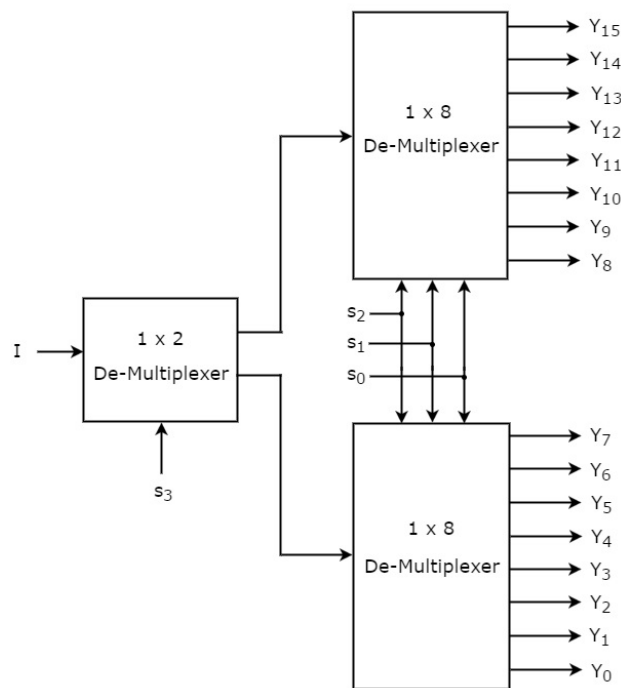 Y₁₅
Y₁₄
Y₁₃
1 x 8
Y₁₂
De-Multiplexer
Y₁₁
Y₁₀
Y₉
Y₈
s₂
s₁
s₀
1 x 2
I
De-Multiplexer
s₃
Y₇
Y₆
Y₅
1 x 8
Y₄
De-Multiplexer
Y₃
Y₂
Y₁
Y₀